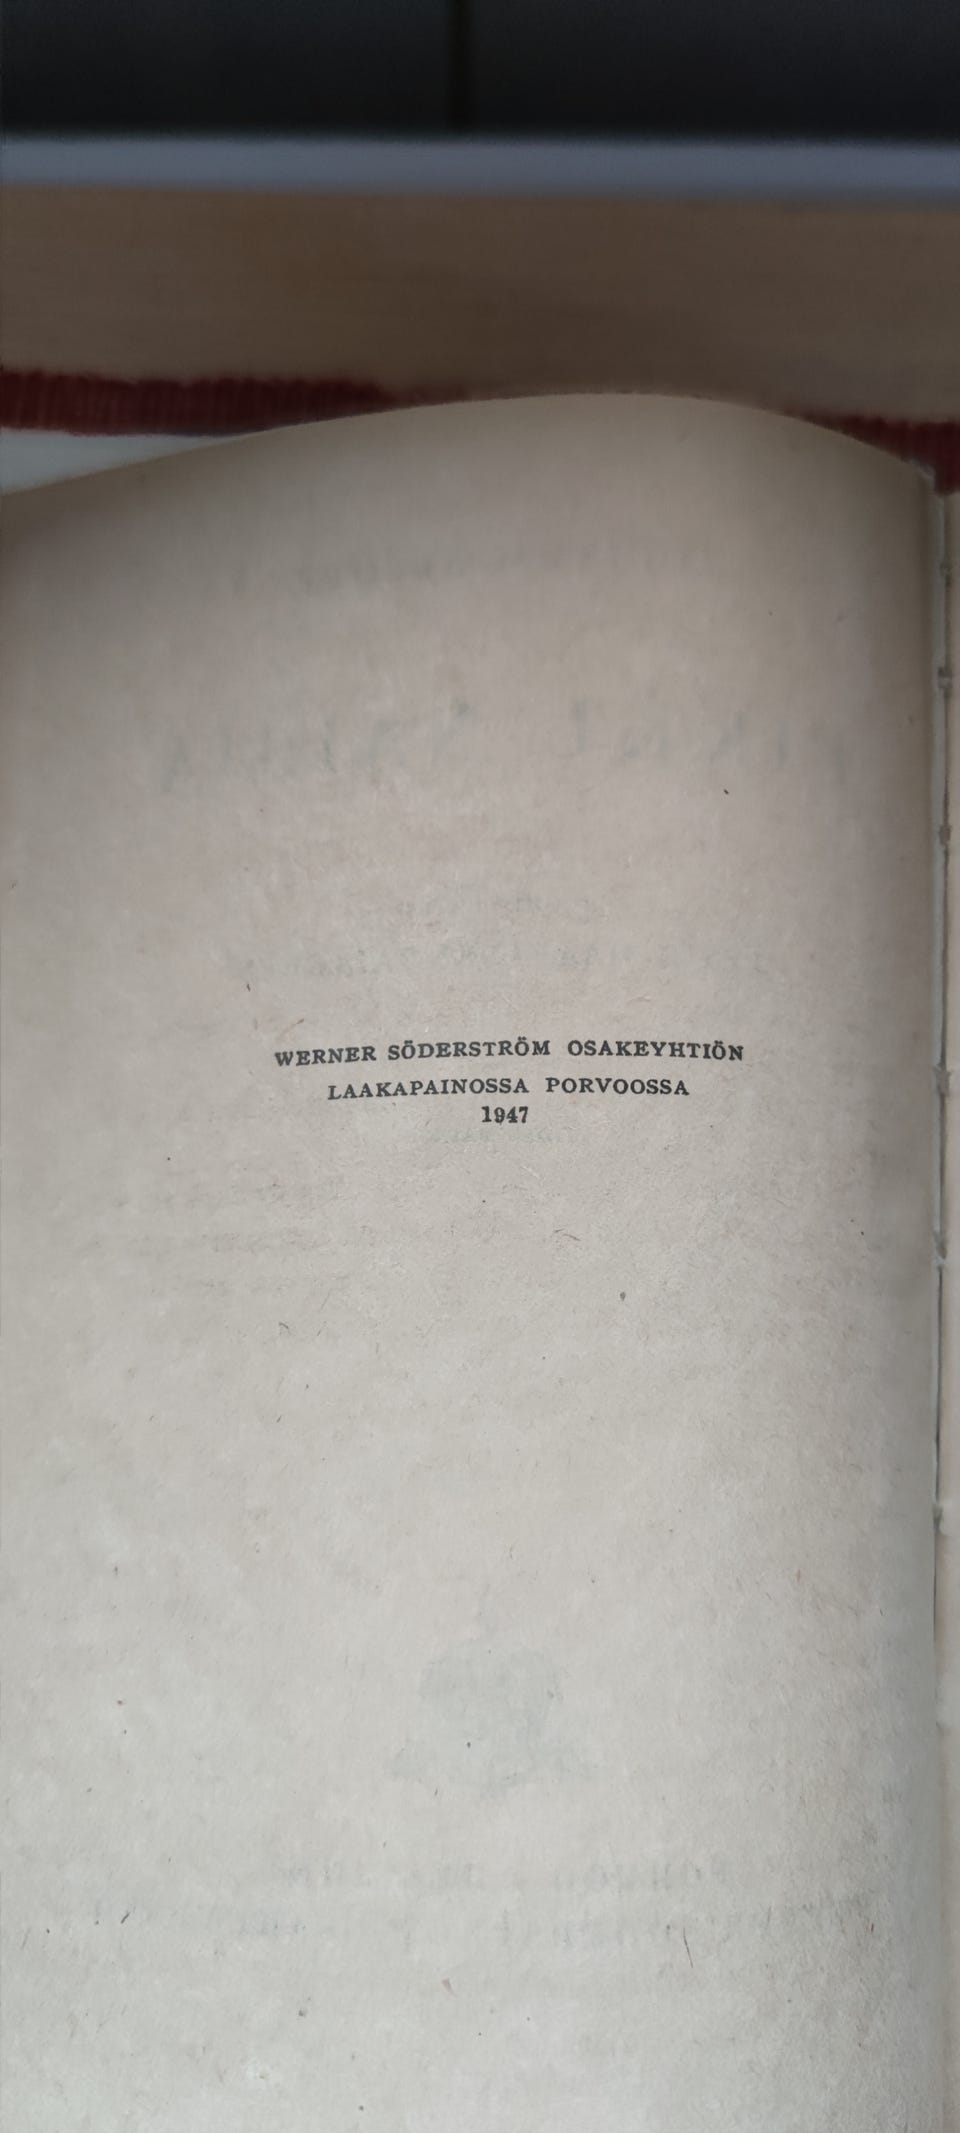 WERNER SÖDERSTRÖM OSAKEYHTIÖN
LAAKAPAINOSSA PORVOOSSA
1947